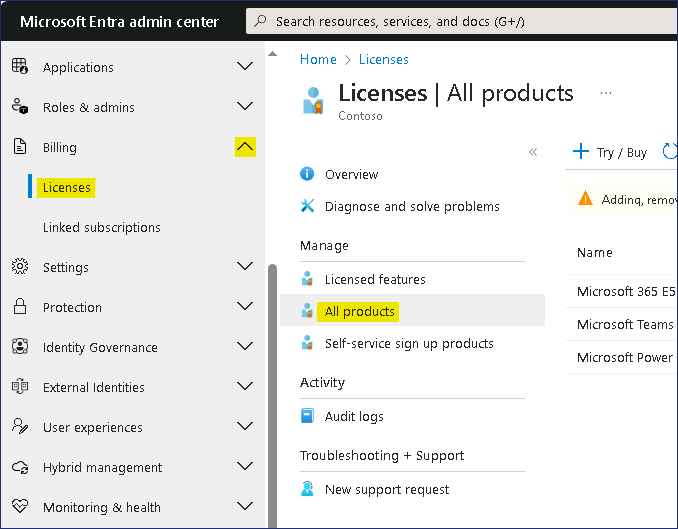 Microsoft Entra admin center
Search resources, services, and docs (G+/)
Applications
Roles & admins
Billing
Licenses
Linked subscriptions
Settings
Protection
Identity Governance
External Identities
User experiences
Hybrid management
Monitoring & health
Home > Licenses
Licenses | All products ...
Contoso
«
Overview
Diagnose and solve problems
Manage
Licensed features
All products
Self-service sign up products
Activity
Audit logs
Troubleshooting + Support
New support request
Try / Buy
Adding, remov
Name
Microsoft 365 E5
Microsoft Teams
Microsoft Power